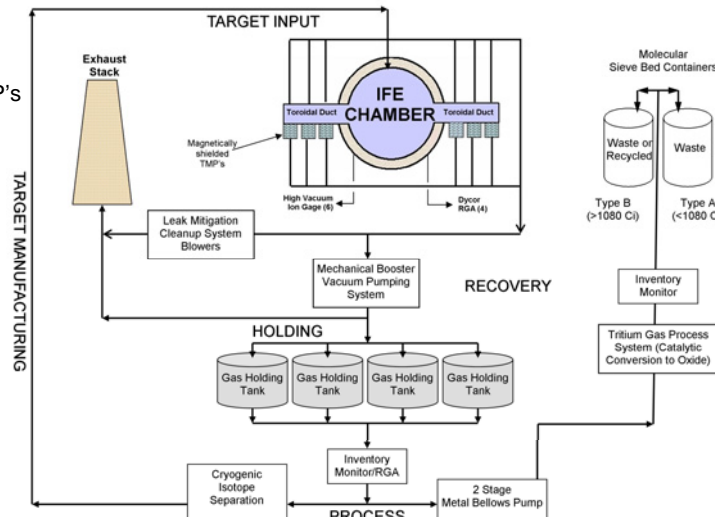 TARGET INPUT
Exhaust
Stack
P's
IFE
CHAMBER
Toroidal Duct
Toroidal Duct
Magnetically
shielded
TMP's
High Vacuum
Ion Gage (6)
Dycor
RGA (4)
Molecular
Sieve Bed Containers
Waste or
Recycled
Waste
Type B
(>1080 Ci)
Type A
(<1080 C
TARGET MANUFACTURING
Leak Mitigation
Cleanup System
Blowers
Mechanical Booster
Vacuum Pumping
System
RECOVERY
Inventory
Monitor
Tritium Gas Process
System (Catalytic
Conversion to Oxide)
HOLDING
Gas Holding
Tank
Gas Holding
Tank
Gas Holding
Tank
Gas Holding
Tank
Inventory
Monitor/RGA
Cryogenic
Isotope
Separation
2 Stage
Metal Bellows Pump
PROCESS